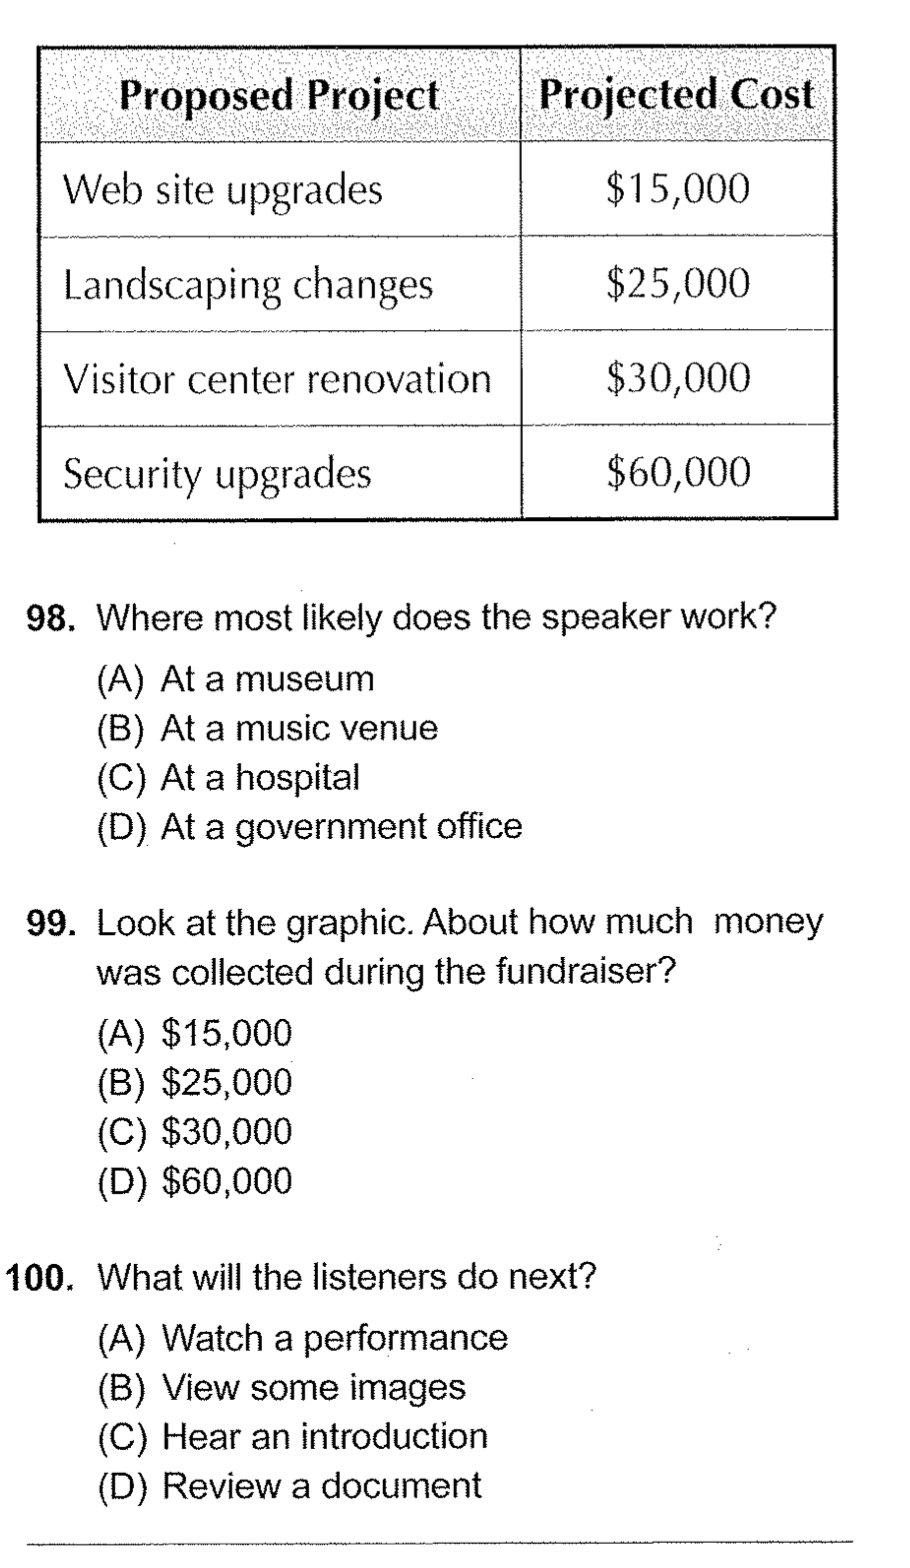 Proposed Project Projected Cost
Web site upgrades $15,000
Landscaping changes $25,000
Visitor center renovation $30,000
Security upgrades $60,000
98. Where most likely does the speaker work?
(A) At a museum
(B) At a music venue
(C) At a hospital
(D) At a government office
99. Look at the graphic. About how much money
was collected during the fundraiser?
(A) $15,000
(B) $25,000
(C) $30,000
(D) $60,000
100. What will the listeners do next?
(A) Watch a performance
(B) View some images
(C) Hear an introduction
(D) Review a document